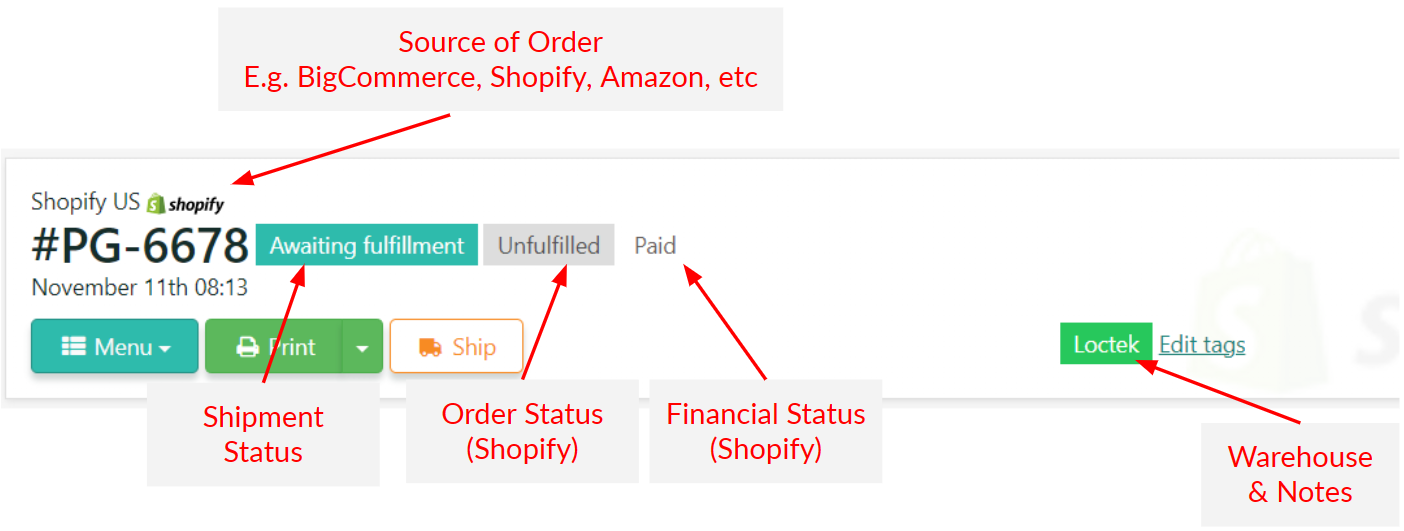 Source of Order
E.g. BigCommerce, Shopify, Amazon, etc
Shopify US shopify
#PG-6678 Awaiting fulfillment Unfulfilled Paid
November 11th 08:13
Menu Print Ship
Loctek Edit tags
S
Shipment
Status
Order Status
(Shopify)
Financial Status
(Shopify)
Warehouse
& Notes